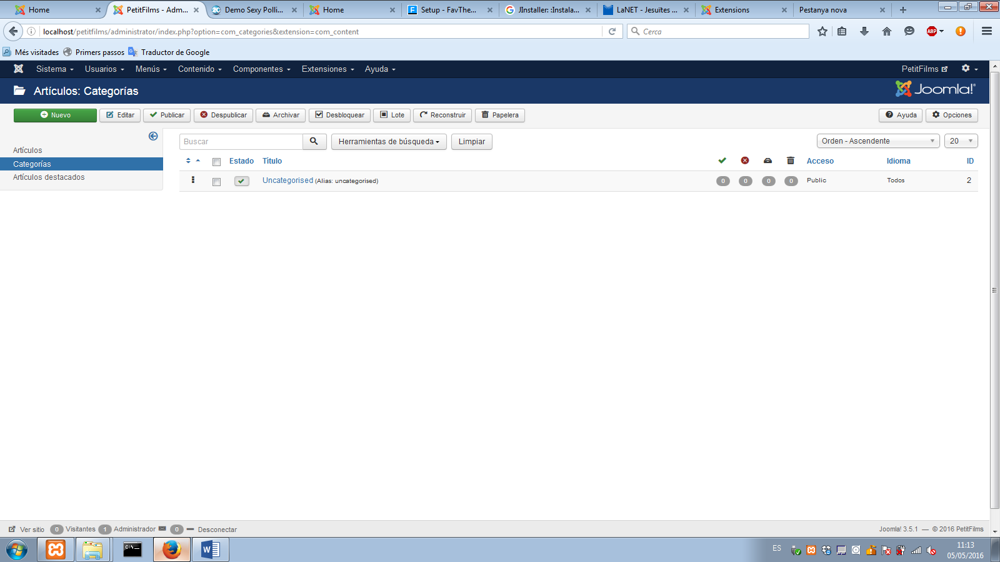 Home
PetitFilms - Adm...
Demo Sexy Polli...
Home
Setup - FavThe...
JInstaller: :Instala...
LaNET - Jesuïtes ...
Extensions
Pestanya nova
localhost/petitfilms/administrator/index.php?option=com_categories&extension=com_content
Cerca
ABP
Més visitades Primers passos Traductor de Google
Sistema Usuarios Menús Contenido Componentes Extensiones Ayuda PetitFilms
Artículos: Categorías Joomla!
Nuevo Editar Publicar Despublicar Archivar Desbloquear Lote Reconstruir Papelera Ayuda Opciones
Artículos
Categorías
Artículos destacados
Buscar Herramientas de búsqueda Limpiar Orden - Ascendente 20
Estado Título Acceso Idioma ID
Uncategorised (Alias: uncategorised) 0 0 0 0 Public Todos 2
Ver sitio 0 Visitantes 1 Administrador 0 Desconectar Joomla! 3.5.1 — © 2016 PetitFilms
C:\_
W
ES
11:13
05/05/2016